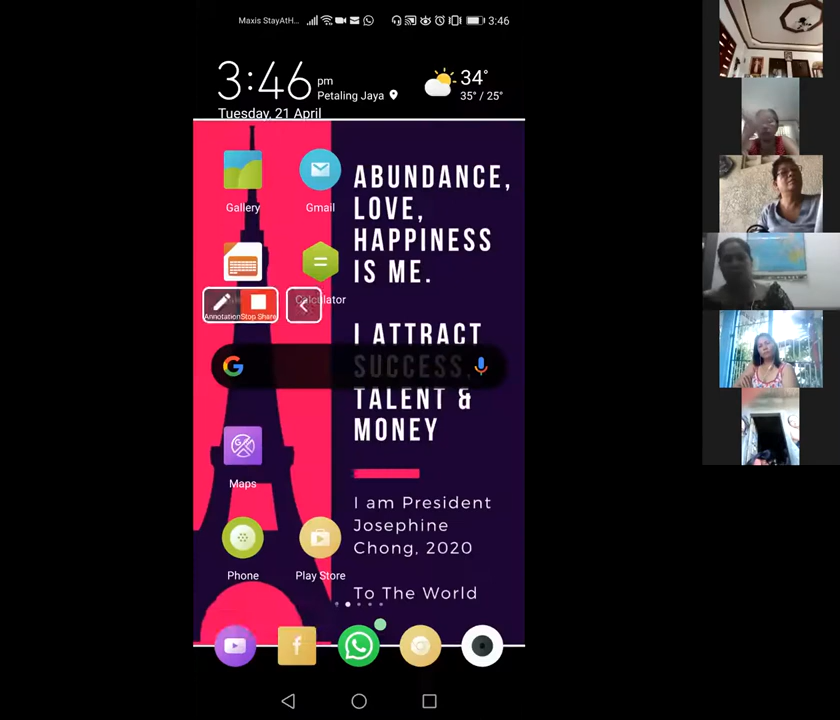 Maxis StayAtH... 3:46
3:46 pm
Petaling Jaya
34°
35° / 25°
Tuesday, 21 April
Gallery
Gmail
ABUNDANCE,
LOVE,
HAPPINESS
IS ME.
Calculator
Annotation Stop Share
I ATTRACT
SUCCESS,
TALENT &
MONEY
Maps
I am President
Josephine
Chong, 2020
Phone
Play Store
To The World